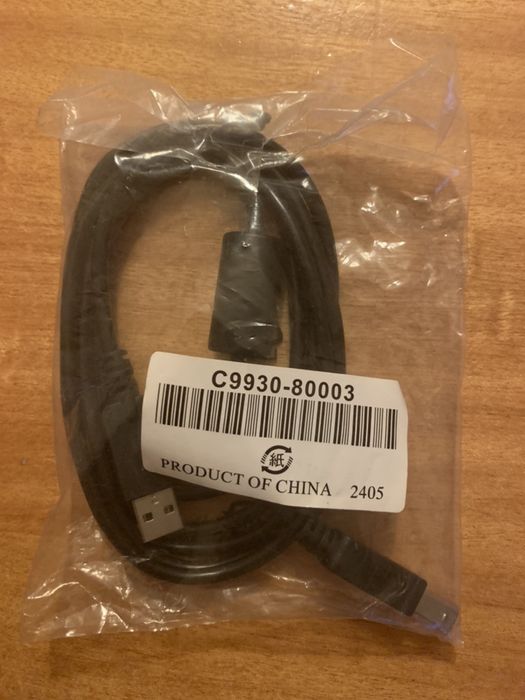 C9930-80003
紙
PRODUCT OF CHINA 2405